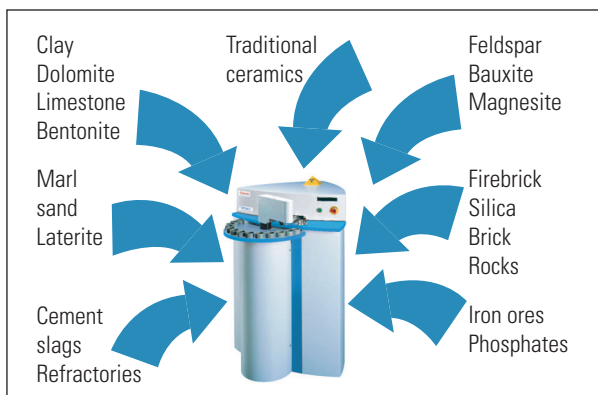 Clay
Dolomite
Limestone
Bentonite
Traditional
ceramics
Feldspar
Bauxite
Magnesite
Marl
sand
Laterite
Firebrick
Silica
Brick
Rocks
Cement
slags
Refractories
Iron ores
Phosphates